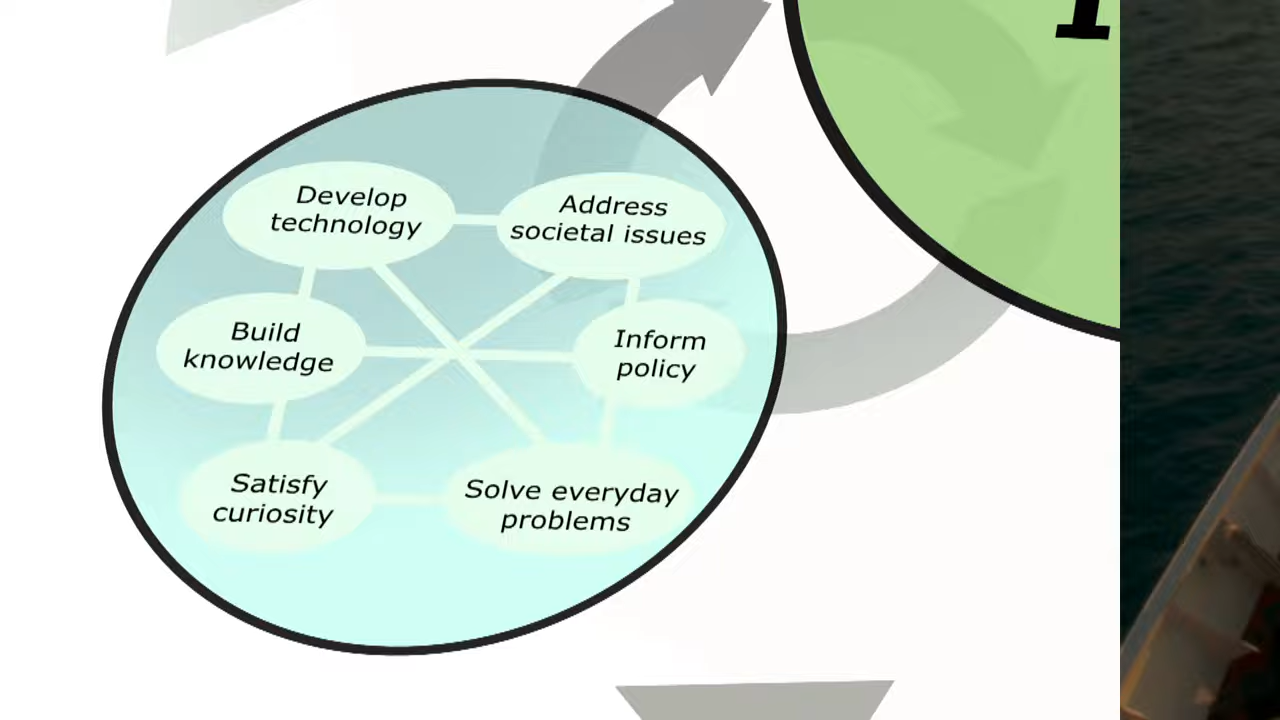 Develop
technology
Address
societal issues
Build
knowledge
Inform
policy
Satisfy
curiosity
Solve everyday
problems